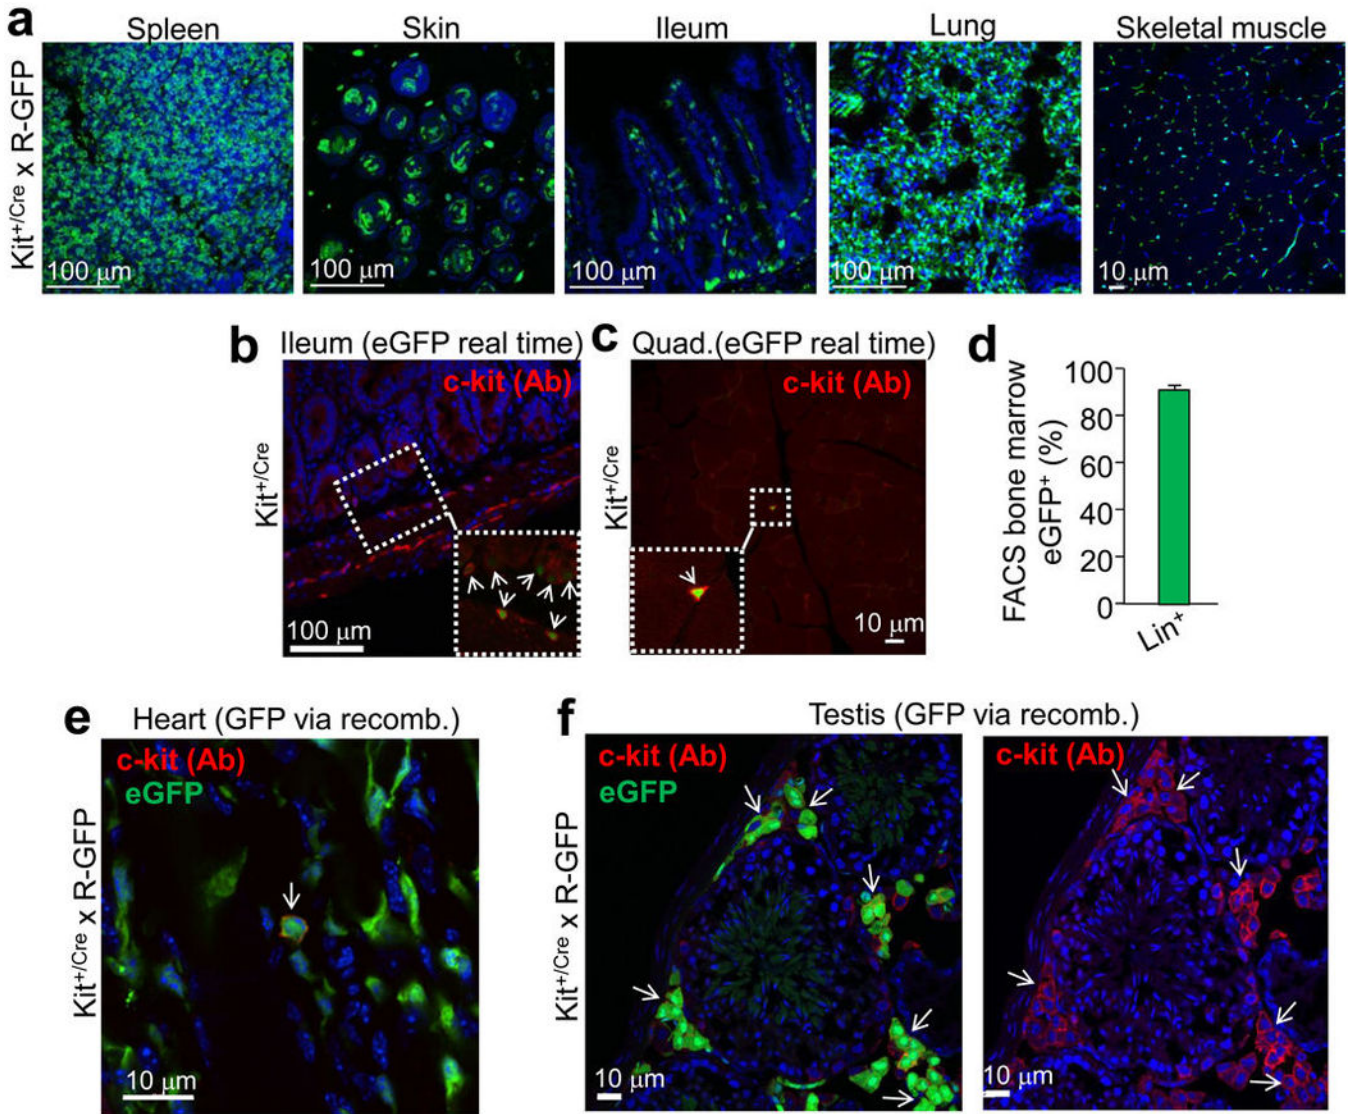 a
Spleen
Skin
Ileum
Lung
Skeletal muscle
Kit+/Cre x R-GFP
100 μm
100 μm
100 μm
100 μm
10 μm
b
Ileum (eGFP real time)
c-kit (Ab)
Kit+/Cre
100 μm
c
Quad.(eGFP real time)
c-kit (Ab)
Kit+/Cre
10 μm
d
FACS bone marrow
eGFP+ (%)
100
80
60
40
20
0
Lin+
e
Heart (GFP via recomb.)
c-kit (Ab)
eGFP
Kit+/Cre x R-GFP
10 μm
f
Testis (GFP via recomb.)
c-kit (Ab)
eGFP
Kit+/Cre x R-GFP
10 μm
c-kit (Ab)
10 μm